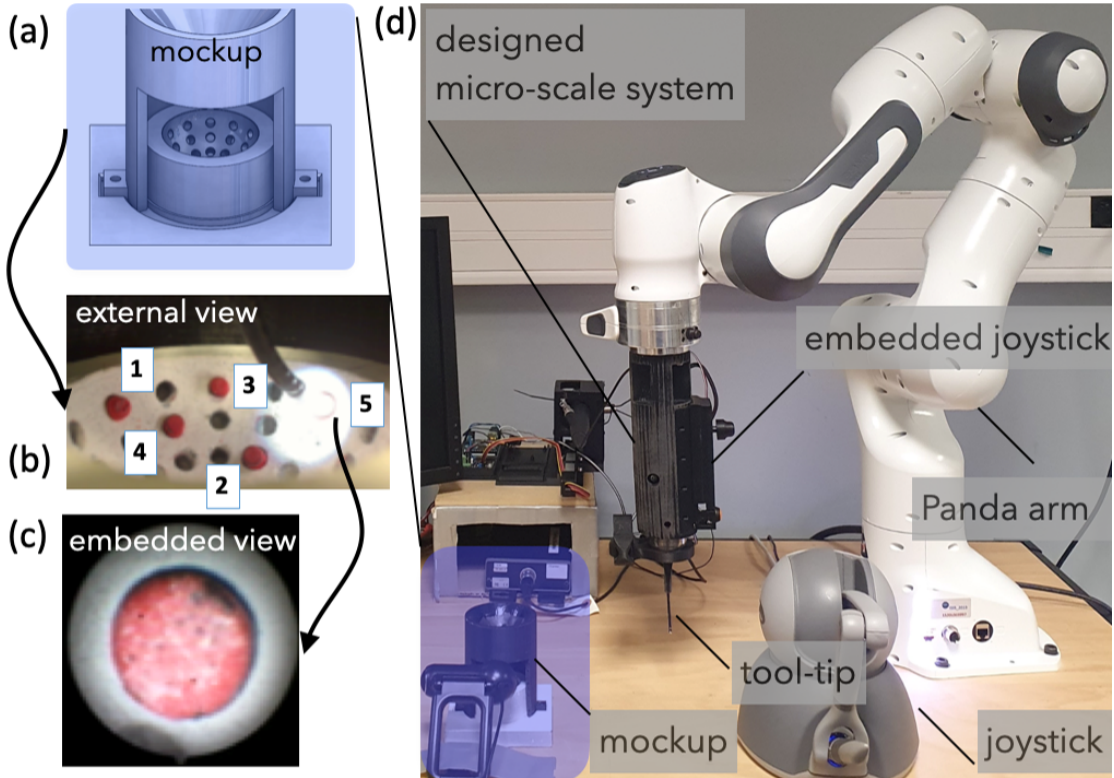 (a)
mockup
(b)
external view
1
3
5
4
2
(c)
embedded view
(d)
designed
micro-scale system
embedded joystick
Panda arm
tool-tip
mockup
joystick